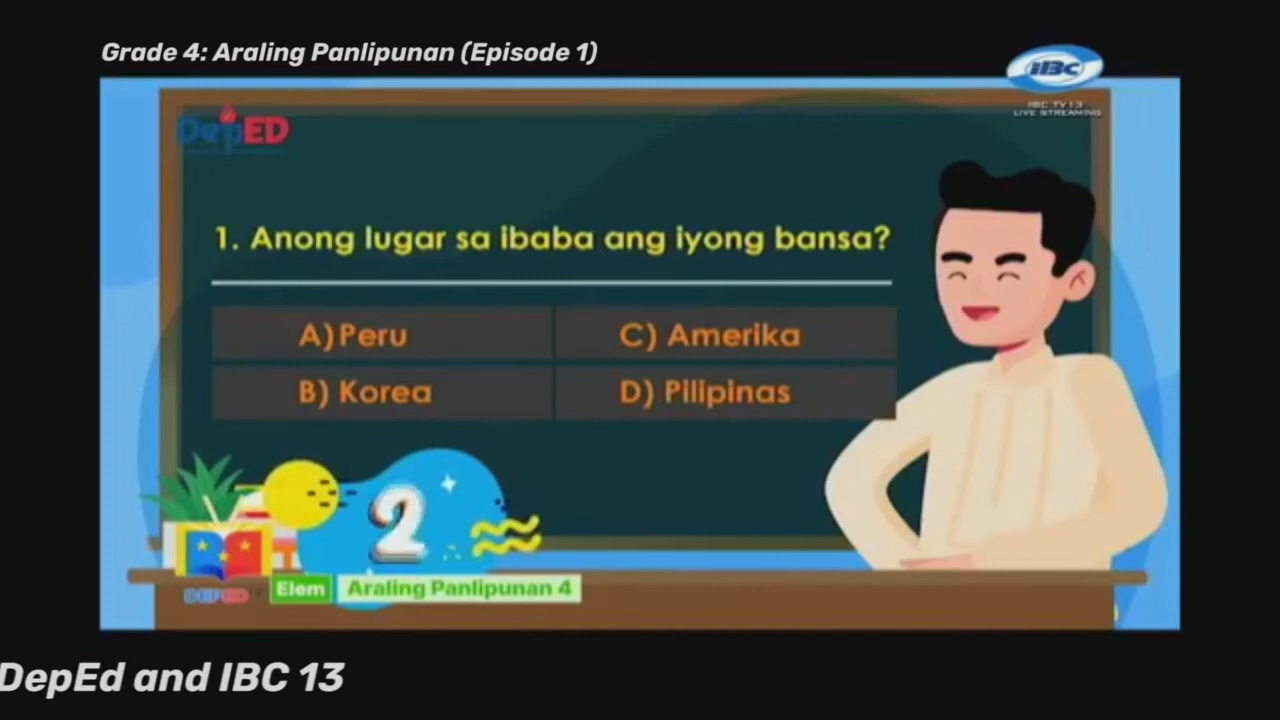 Grade 4: Araling Panlipunan (Episode 1)
iBC
IBC TV13
LIVE STREAMING
DepED
1. Anong lugar sa ibaba ang iyong bansa?
A) Peru
C) Amerika
B) Korea
D) Pilipinas
2
DEPED
Elem
Araling Panlipunan 4
DepEd and IBC 13